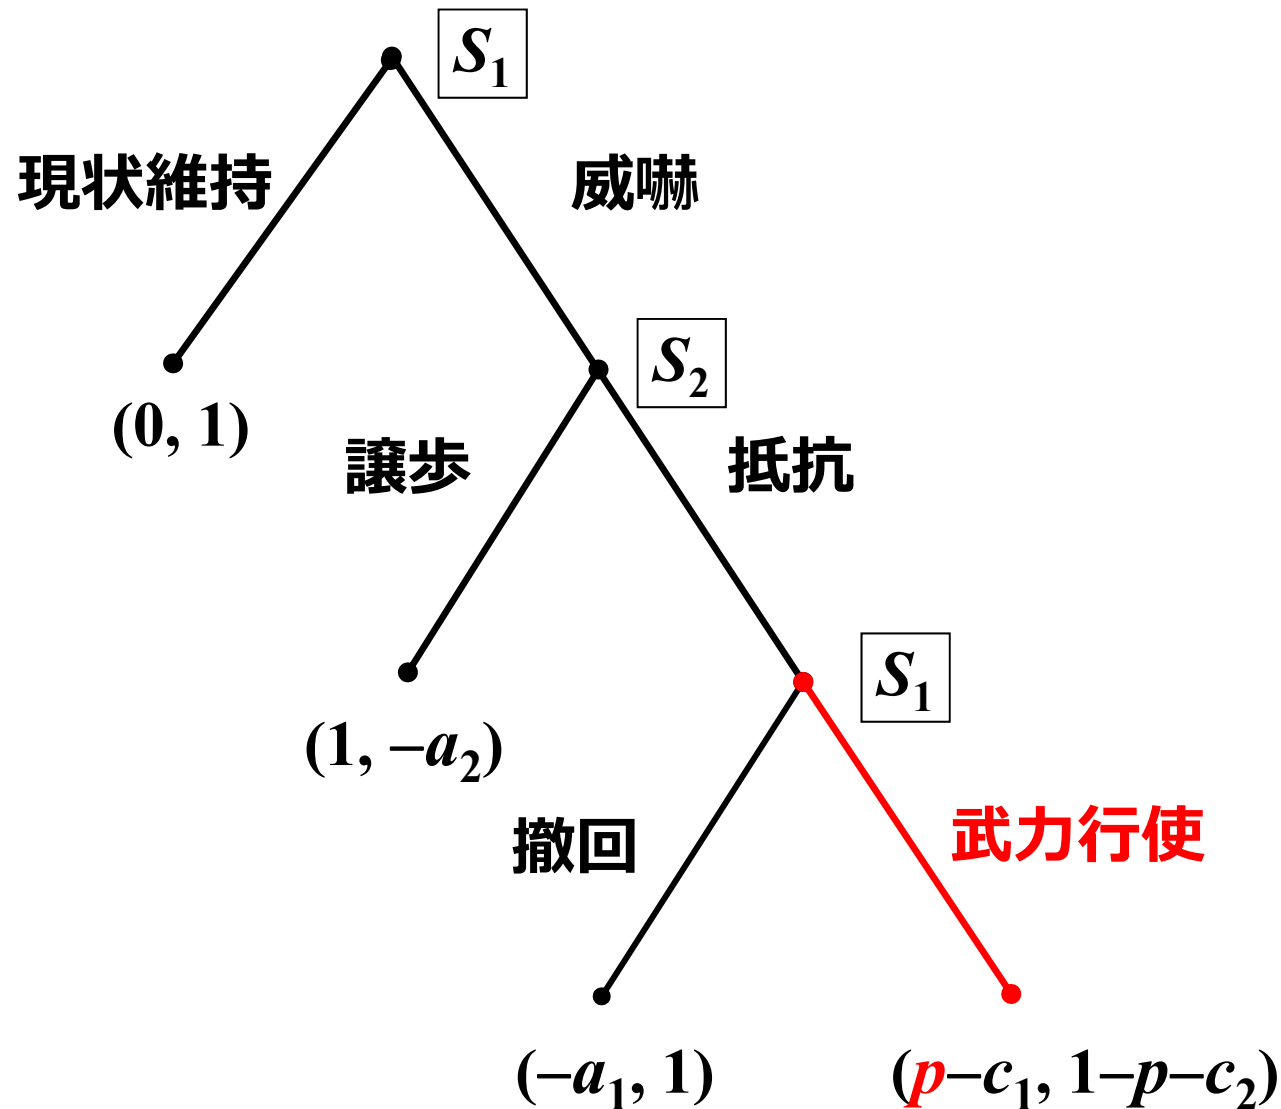 S1
現状維持
威嚇
S2
(0, 1)
譲歩
抵抗
S1
(1, −a2)
撤回
武力行使
(−a1, 1)
(p−c1, 1−p−c2)